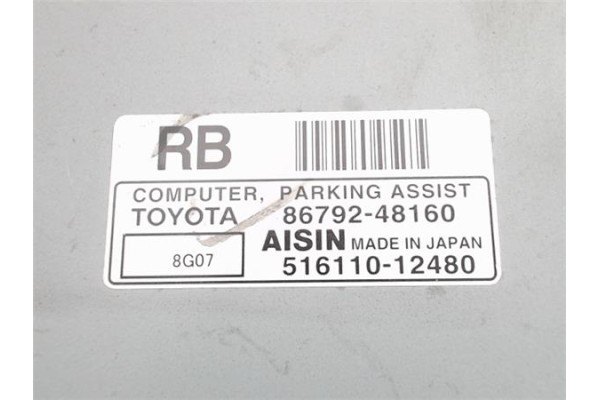 RB
COMPUTER, PARKING ASSIST
TOYOTA 86792-48160
8G07 AISIN MADE IN JAPAN
516110-12480